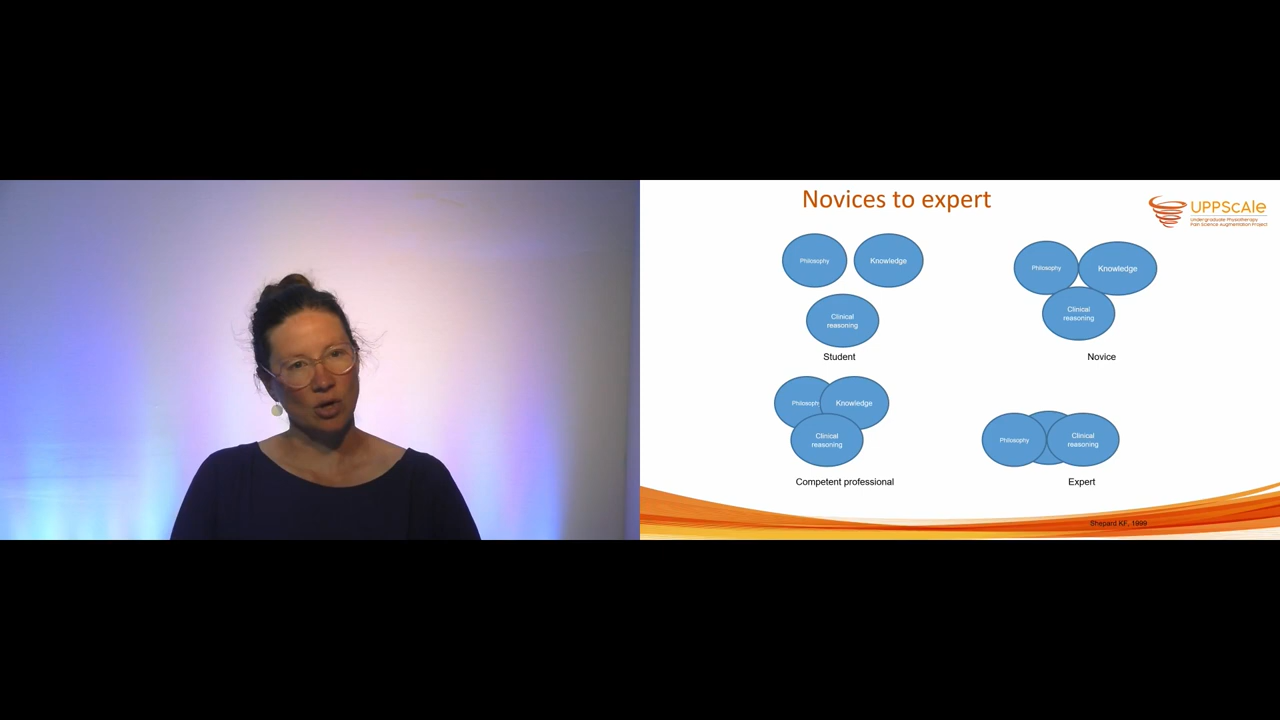 Novices to expert
UPPScAle
Undergraduate Physiotherapy
Pain Science Augmentation Project
Philosophy
Knowledge
Clinical
reasoning
Student
Philosophy
Knowledge
Clinical
reasoning
Novice
Philosoph
Knowledge
Clinical
reasoning
Competent professional
Philosophy
Clinical
reasoning
Expert
Shepard KF, 1999